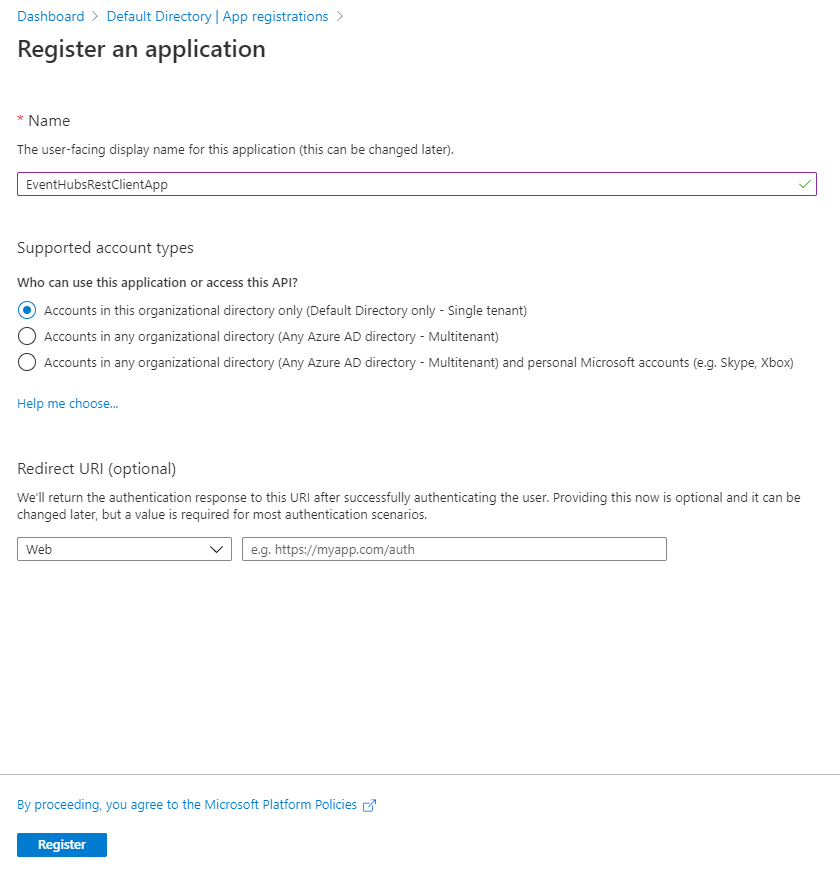 Dashboard > Default Directory | App registrations >
Register an application
* Name
The user-facing display name for this application (this can be changed later).
EventHubsRestClientApp
Supported account types
Who can use this application or access this API?
Accounts in this organizational directory only (Default Directory only - Single tenant)
Accounts in any organizational directory (Any Azure AD directory - Multitenant)
Accounts in any organizational directory (Any Azure AD directory - Multitenant) and personal Microsoft accounts (e.g. Skype, Xbox)
Help me choose...
Redirect URI (optional)
We'll return the authentication response to this URI after successfully authenticating the user. Providing this now is optional and it can be
changed later, but a value is required for most authentication scenarios.
Web e.g. https://myapp.com/auth
By proceeding, you agree to the Microsoft Platform Policies
Register